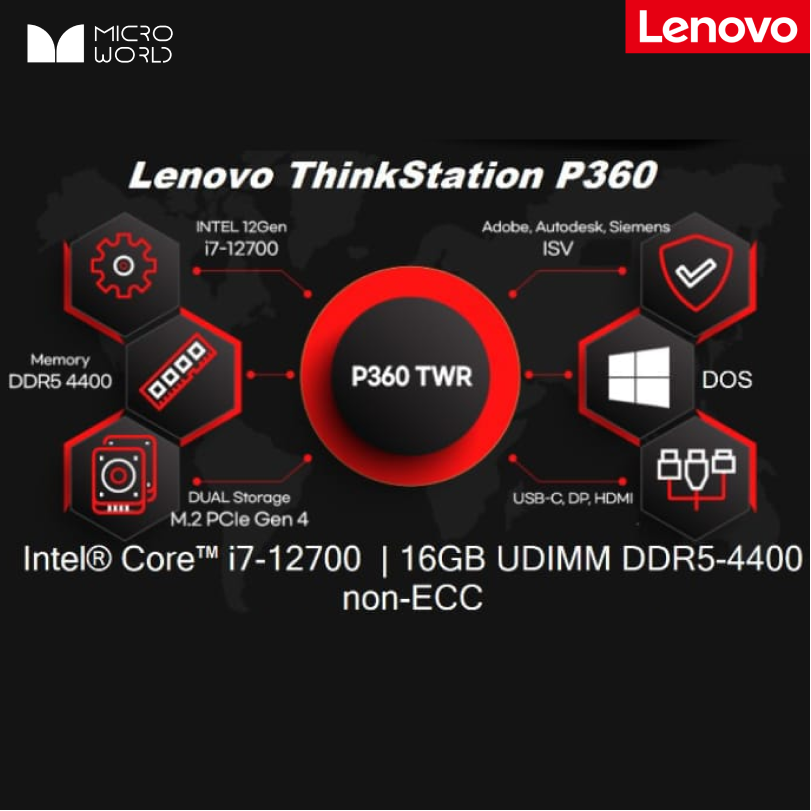 MICRO
WORLD
Lenovo
Lenovo ThinkStation P360
INTEL 12Gen
i7-12700
Adobe, Autodesk, Siemens
ISV
Memory
DDR5 4400
P360 TWR
DOS
DUAL Storage
M.2 PCIe Gen 4
USB-C, DP, HDMI
Intel® Core™ i7-12700 | 16GB UDIMM DDR5-4400
non-ECC